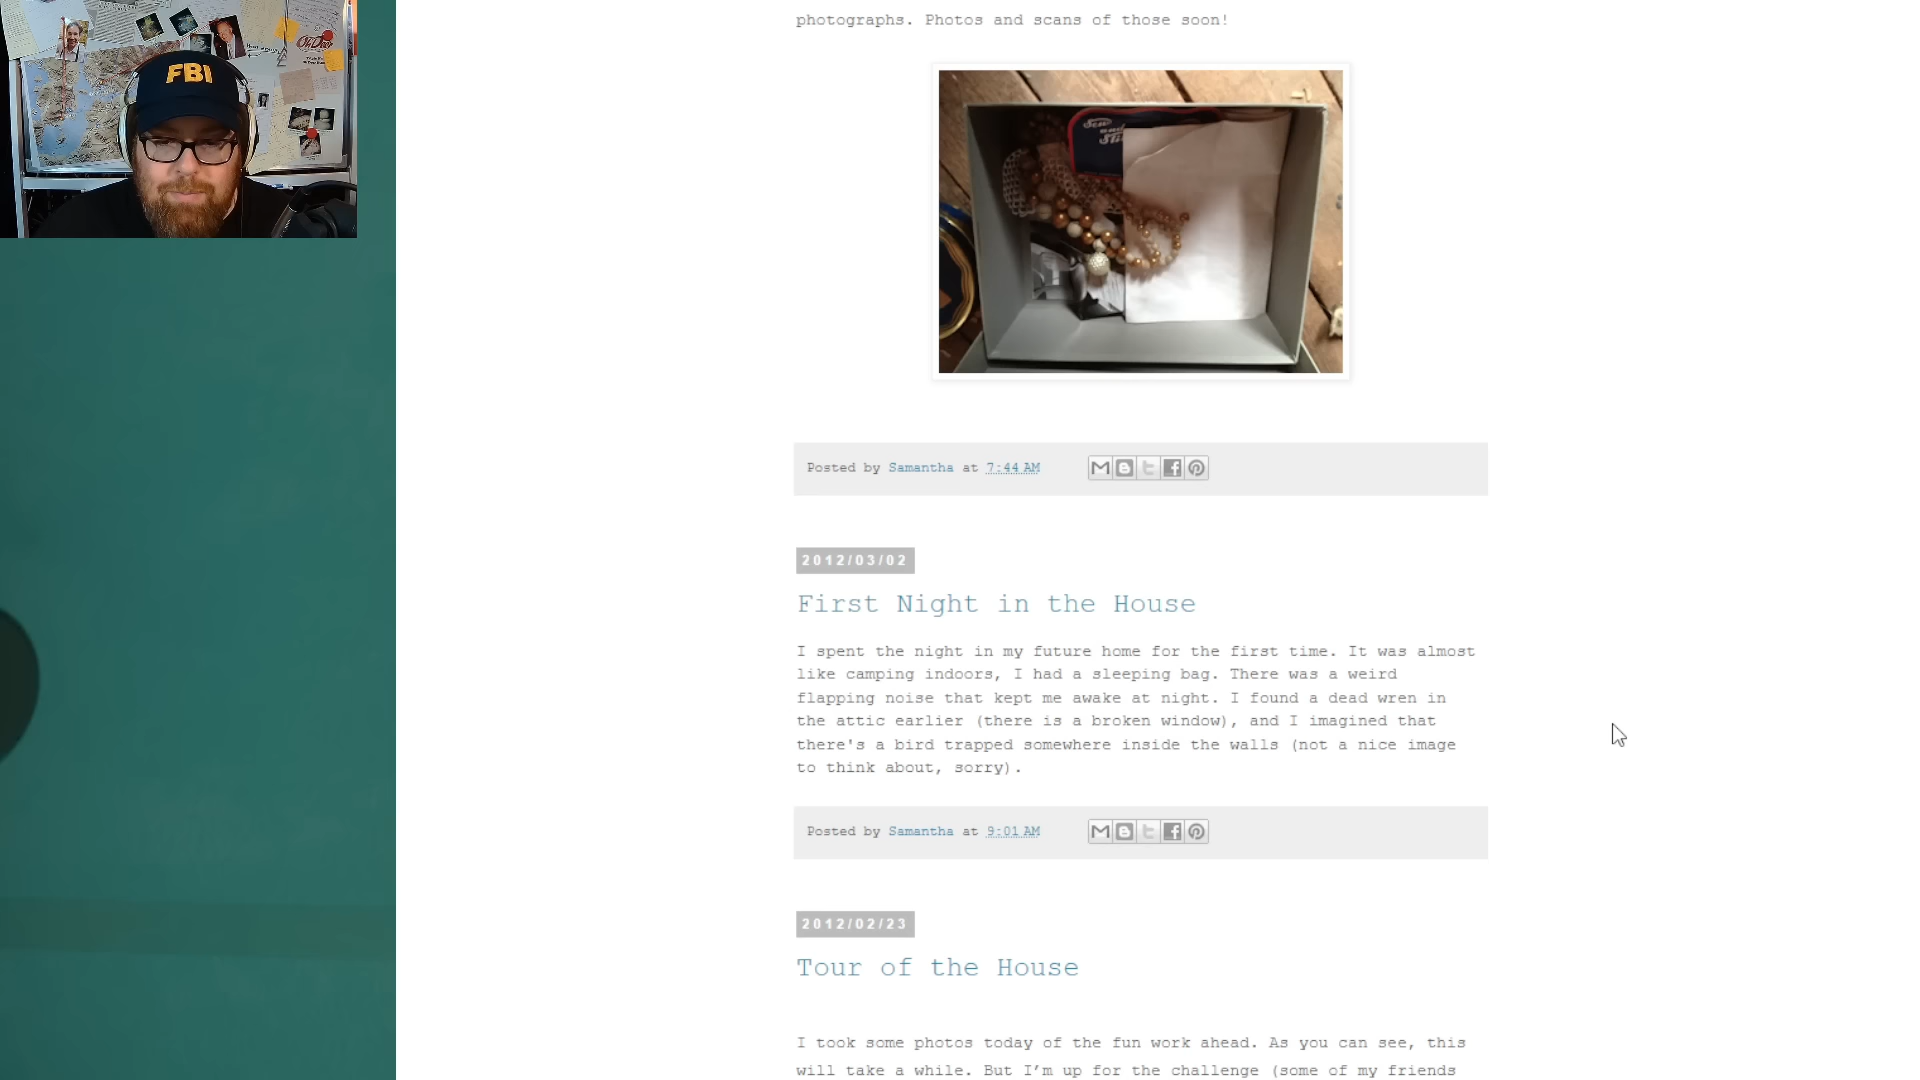 FBI
photographs. Photos and scans of those soon!
Posted by Samantha at 7:44 AM
2012/03/02
First Night in the House
I spent the night in my future home for the first time. It was almost
like camping indoors, I had a sleeping bag. There was a weird
flapping noise that kept me awake at night. I found a dead wren in
the attic earlier (there is a broken window), and I imagined that
there's a bird trapped somewhere inside the walls (not a nice image
to think about, sorry).
Posted by Samantha at 9:01 AM
2012/02/23
Tour of the House
I took some photos today of the fun work ahead. As you can see, this
will take a while. But I’m up for the challenge (some of my friends